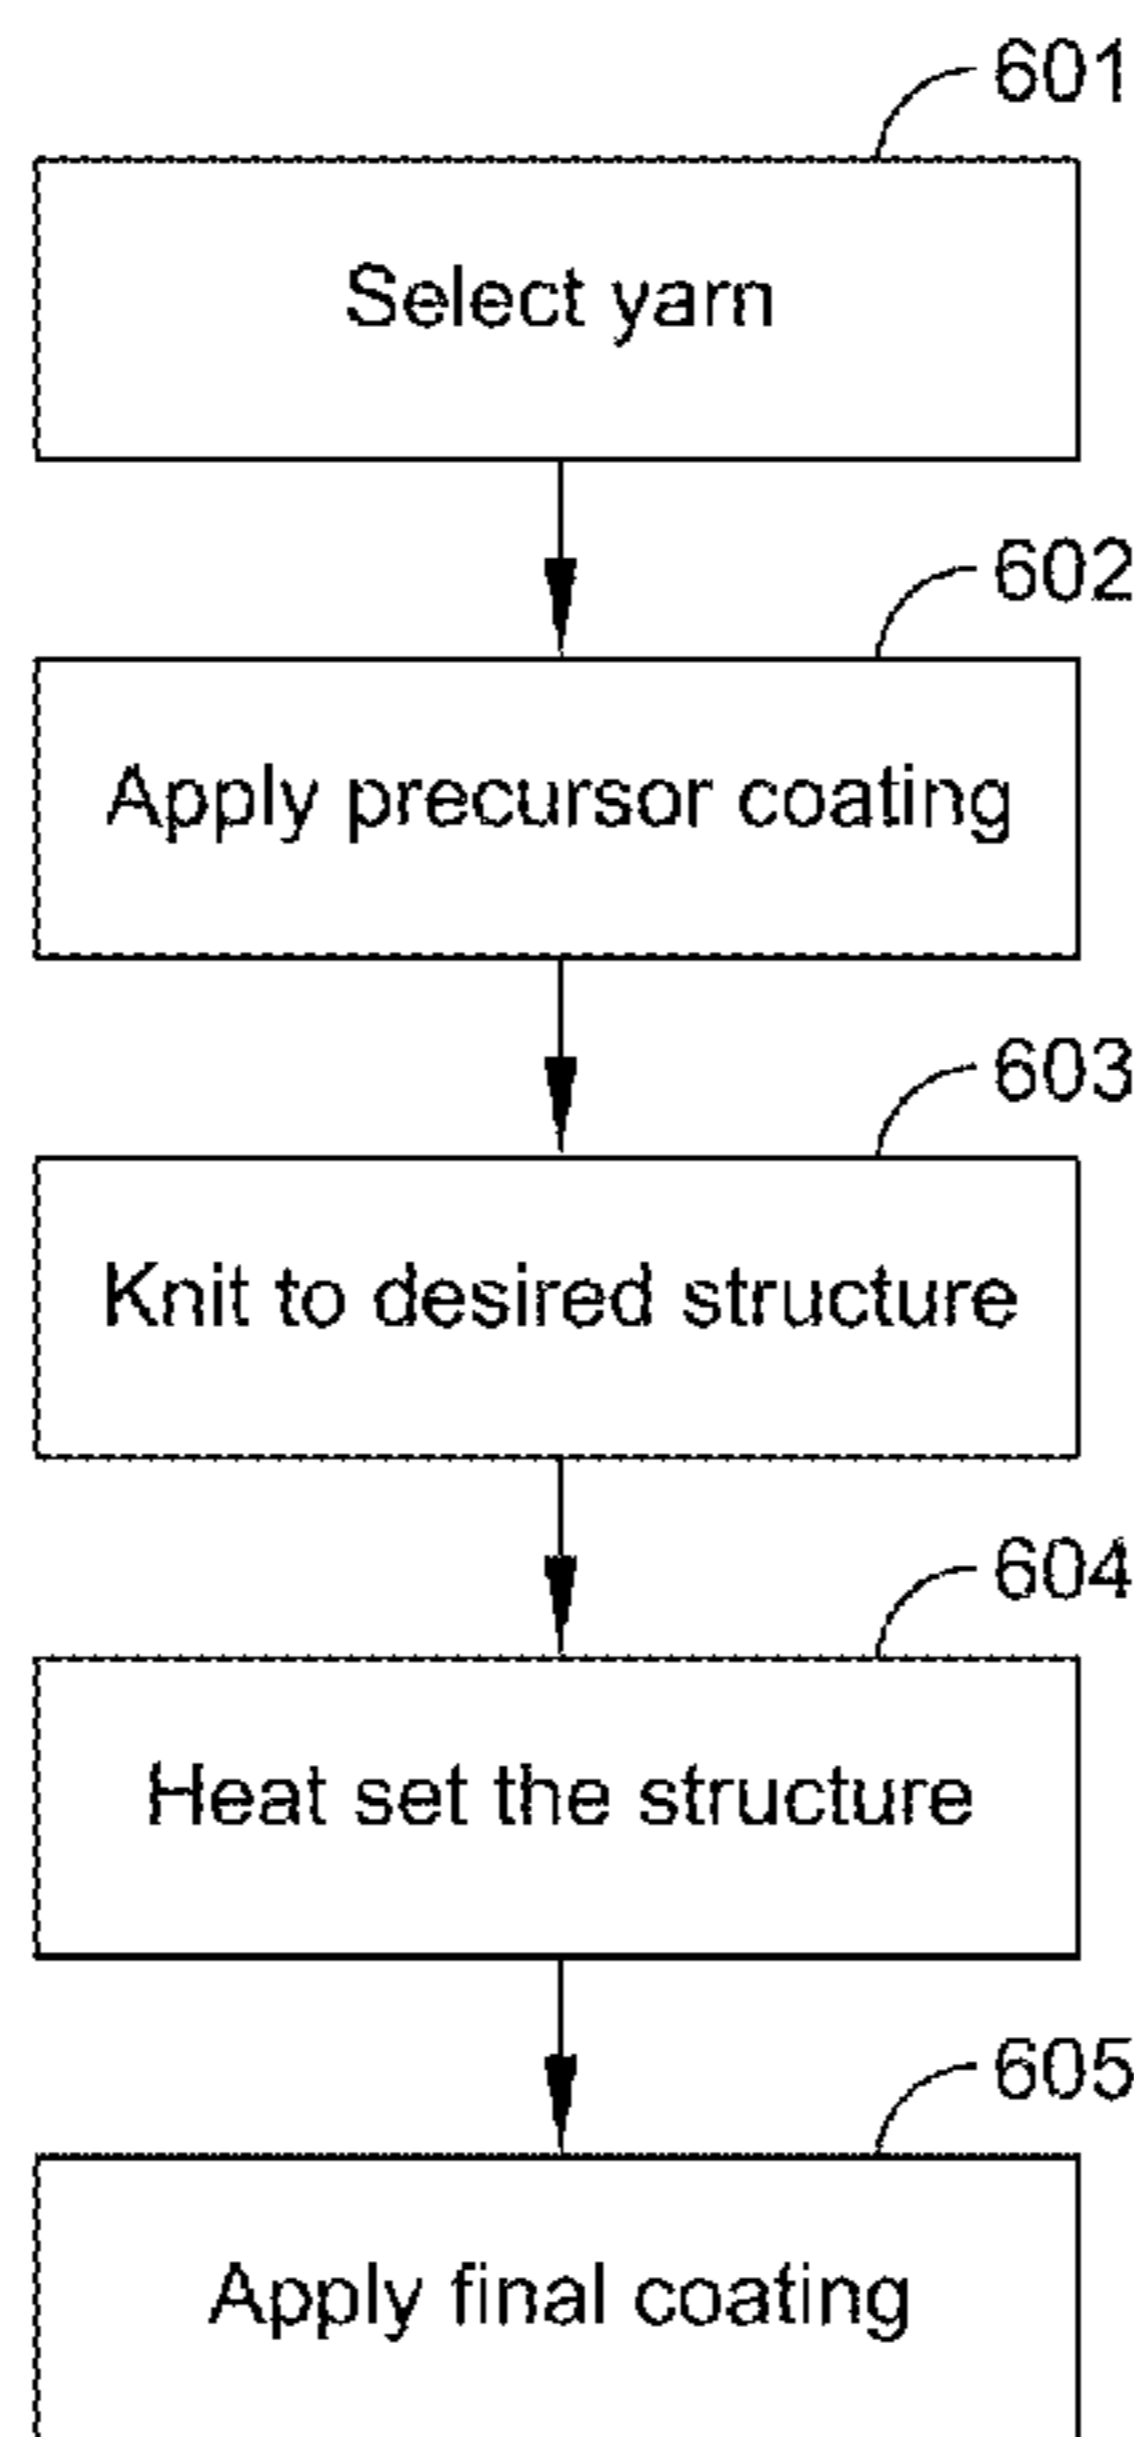 601
Select yarn
602
Apply precursor coating
603
Knit to desired structure
604
Heat set the structure
605
Apply final coating